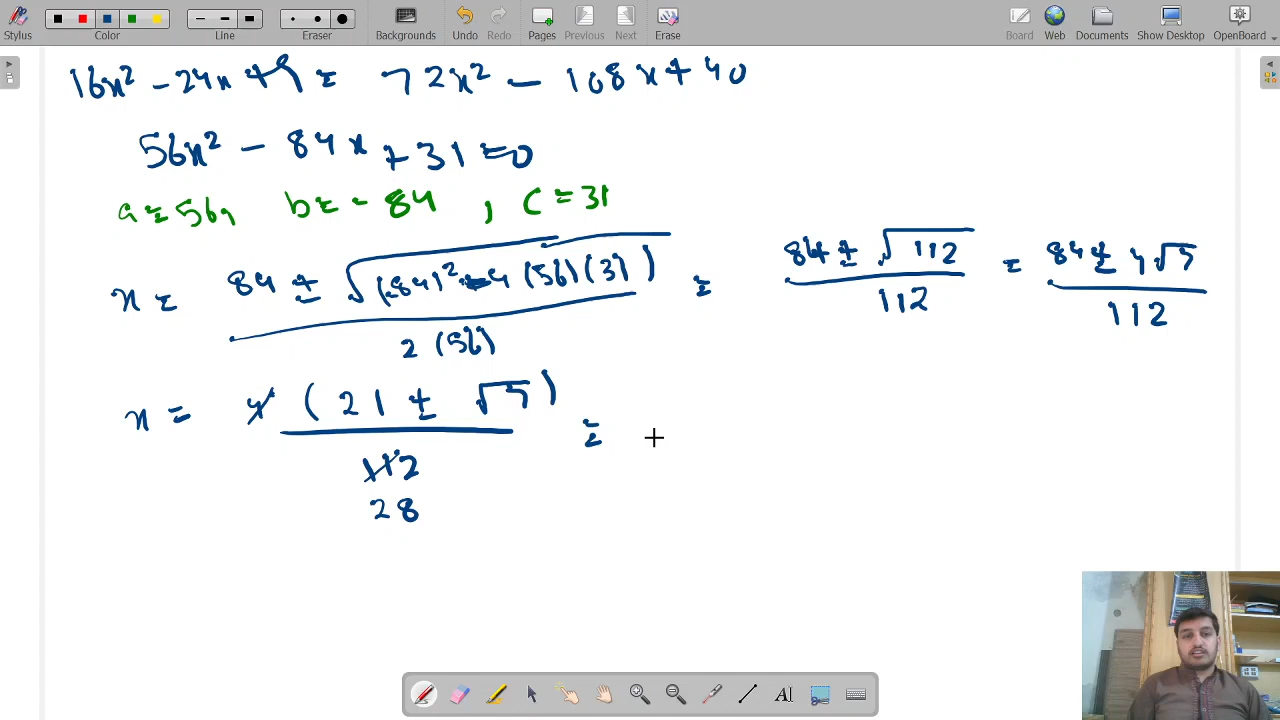 Stylus Color Line Eraser Backgrounds Undo Redo Pages Previous Next Erase Board Web Documents Show Desktop OpenBoard
16x² - 24x + 9 = 72x² - 108x + 40
56x² - 84x + 31 = 0
a = 56, b = -84, c = 31
x = 84 ± √((-84)² - 4(56)(31)) / 2(56) = 84 ± √112 / 112 = 84 ± 4√7 / 112
x = 4(21 ± √7) / 112 =
28